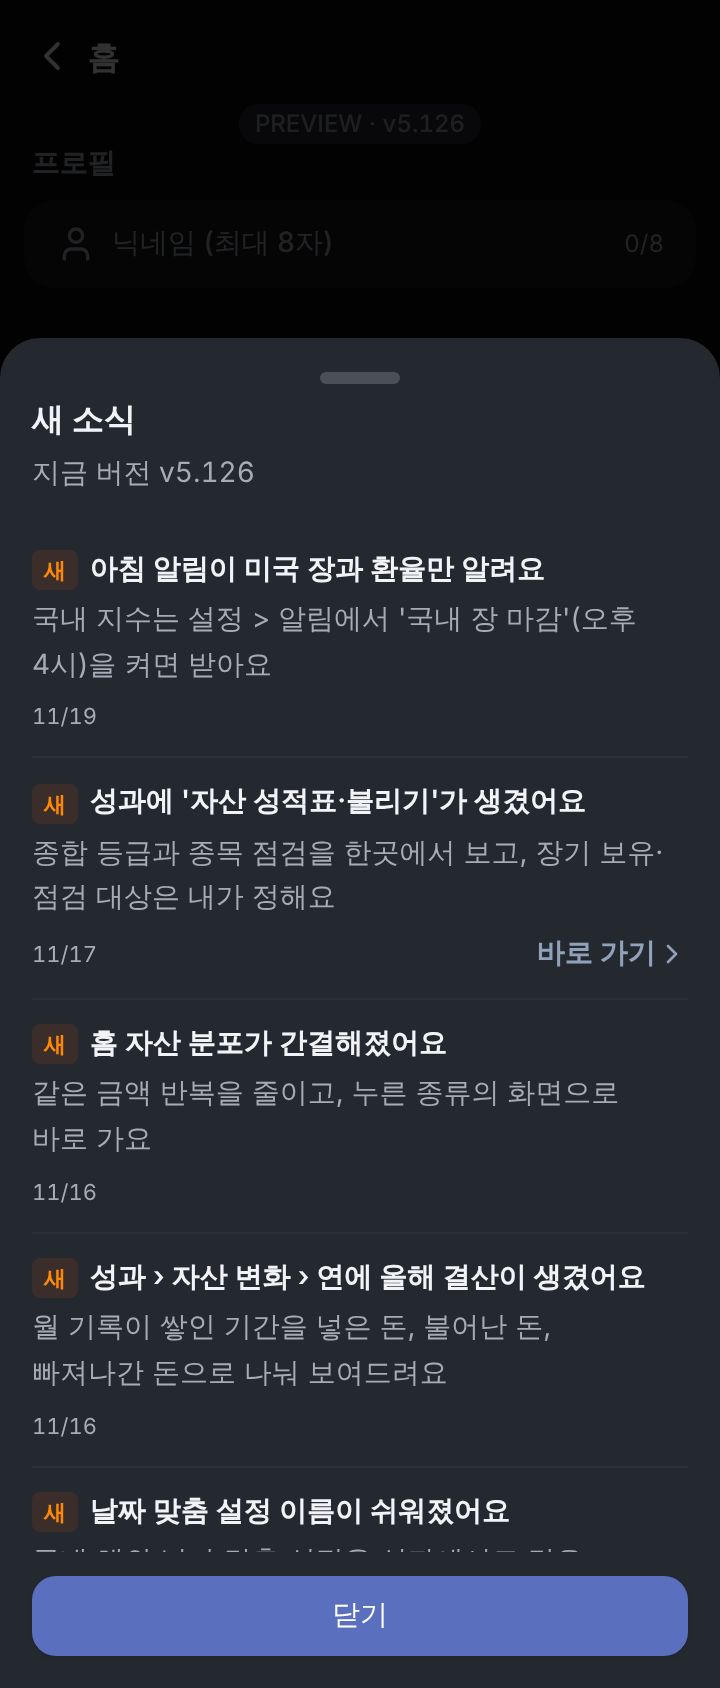 홈
PREVIEW · v5.126
프로필
닉네임 (최대 8자)
0/8
새 소식
지금 버전 v5.126
새 아침 알림이 미국 장과 환율만 알려요
국내 지수는 설정 > 알림에서 '국내 장 마감'(오후
4시)을 켜면 받아요
11/19
새 성과에 '자산 성적표·불리기'가 생겼어요
종합 등급과 종목 점검을 한곳에서 보고, 장기 보유·
점검 대상은 내가 정해요
11/17
바로 가기
새 홈 자산 분포가 간결해졌어요
같은 금액 반복을 줄이고, 누른 종류의 화면으로
바로 가요
11/16
새 성과 › 자산 변화 › 연에 올해 결산이 생겼어요
월 기록이 쌓인 기간을 넣은 돈, 불어난 돈,
빠져나간 돈으로 나눠 보여드려요
11/16
새 날짜 맞춤 설정 이름이 쉬워졌어요
닫기